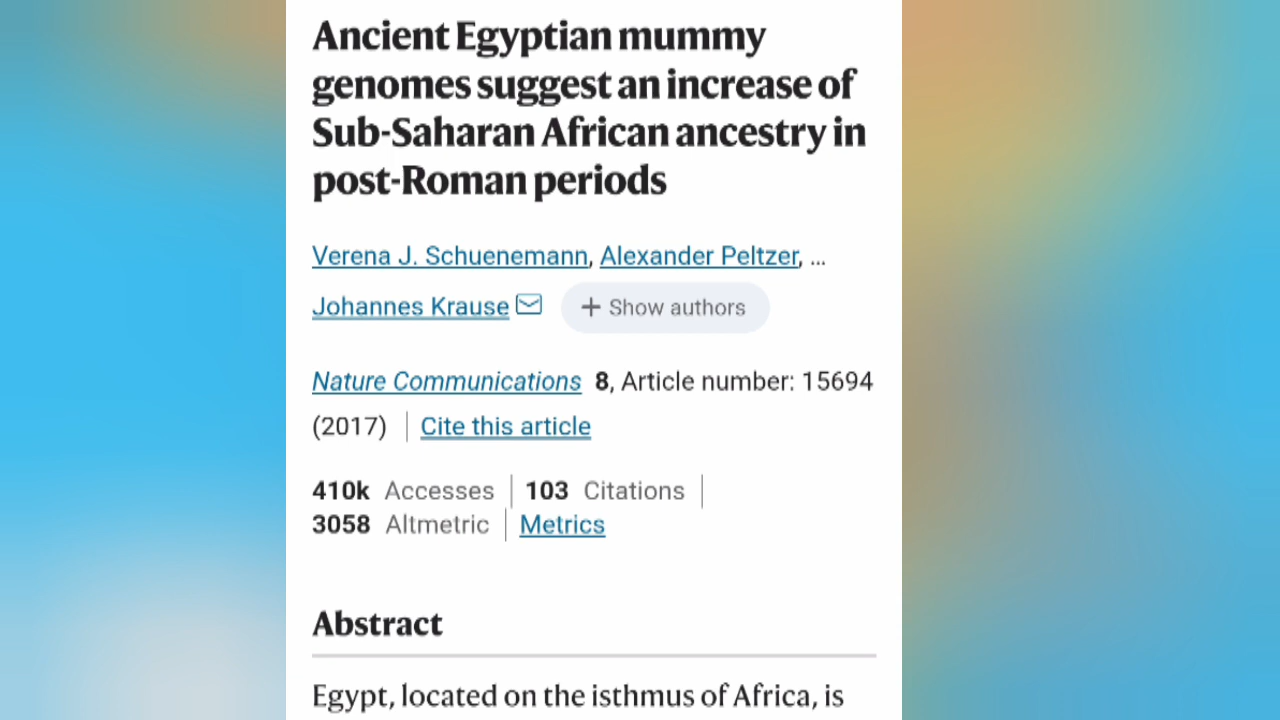 Ancient Egyptian mummy
genomes suggest an increase of
Sub-Saharan African ancestry in
post-Roman periods
Verena J. Schuenemann, Alexander Peltzer, ...
Johannes Krause + Show authors
Nature Communications 8, Article number: 15694
(2017) | Cite this article
410k Accesses | 103 Citations |
3058 Altmetric | Metrics
Abstract
Egypt, located on the isthmus of Africa, is